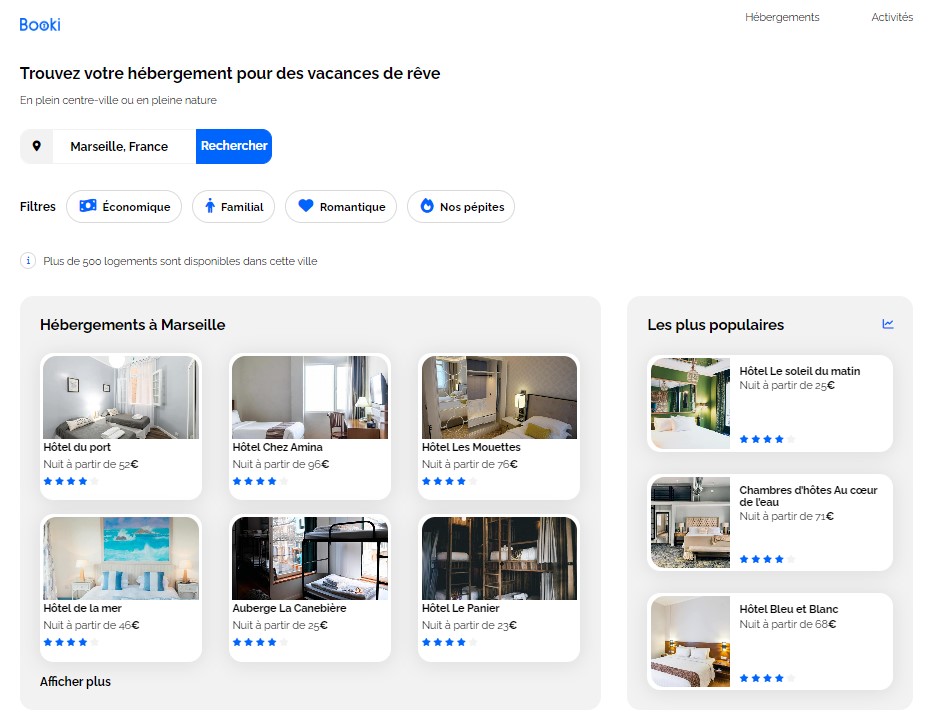 Booki
Hébergements
Activités
Trouvez votre hébergement pour des vacances de rêve
En plein centre-ville ou en pleine nature
Marseille, France
Rechercher
Filtres
Économique
Familial
Romantique
Nos pépites
Plus de 500 logements sont disponibles dans cette ville
Hébergements à Marseille
Hôtel du port
Nuit à partir de 52€
Hôtel Chez Amina
Nuit à partir de 96€
Hôtel Les Mouettes
Nuit à partir de 76€
Hôtel de la mer
Nuit à partir de 46€
Auberge La Canebière
Nuit à partir de 25€
Hôtel Le Panier
Nuit à partir de 23€
Afficher plus
Les plus populaires
Hôtel Le soleil du matin
Nuit à partir de 25€
Chambres d'hôtes Au cœur
de l'eau
Nuit à partir de 71€
Hôtel Bleu et Blanc
Nuit à partir de 68€